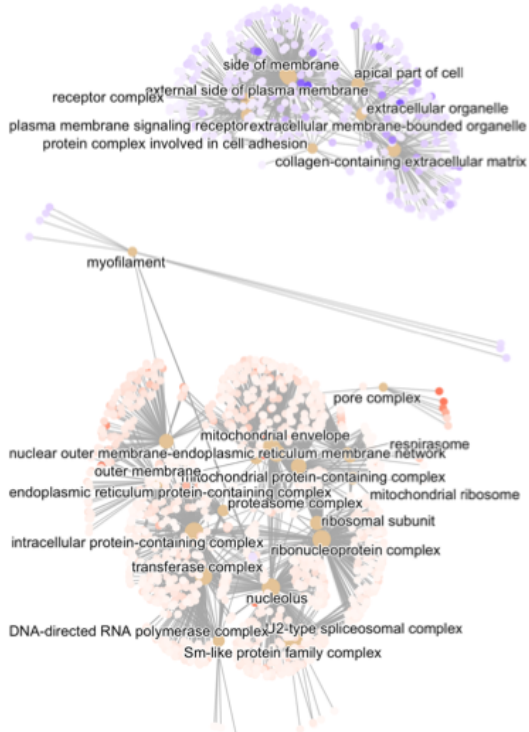 side of membrane
apical part of cell
external side of plasma membrane
receptor complex
extracellular organelle
plasma membrane signaling receptor
extracellular membrane-bounded organelle
protein complex involved in cell adhesion
collagen-containing extracellular matrix
myofilament
pore complex
mitochondrial envelope
respirasome
nuclear outer membrane-endoplasmic reticulum membrane network
outer membrane
mitochondrial protein-containing complex
endoplasmic reticulum protein-containing complex
mitochondrial ribosome
proteasome complex
ribosomal subunit
intracellular protein-containing complex
ribonucleoprotein complex
transferase complex
nucleolus
DNA-directed RNA polymerase complex
U2-type spliceosomal complex
Sm-like protein family complex